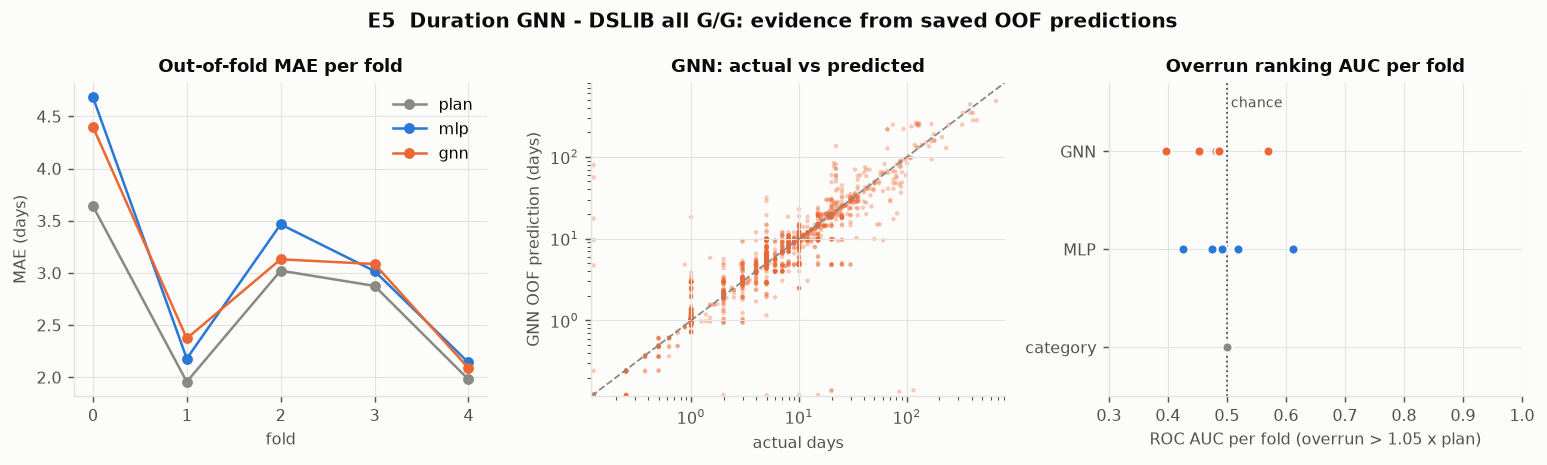 E5  Duration GNN - DSLIB all G/G: evidence from saved OOF predictions
Out-of-fold MAE per fold
MAE (days)
4.5
4.0
3.5
3.0
2.5
2.0
0 1 2 3 4
fold
plan
mlp
gnn
GNN: actual vs predicted
GNN OOF prediction (days)
10²
10¹
10⁰
10⁰ 10¹ 10²
actual days
Overrun ranking AUC per fold
chance
GNN
MLP
category
0.3 0.4 0.5 0.6 0.7 0.8 0.9 1.0
ROC AUC per fold (overrun > 1.05 x plan)